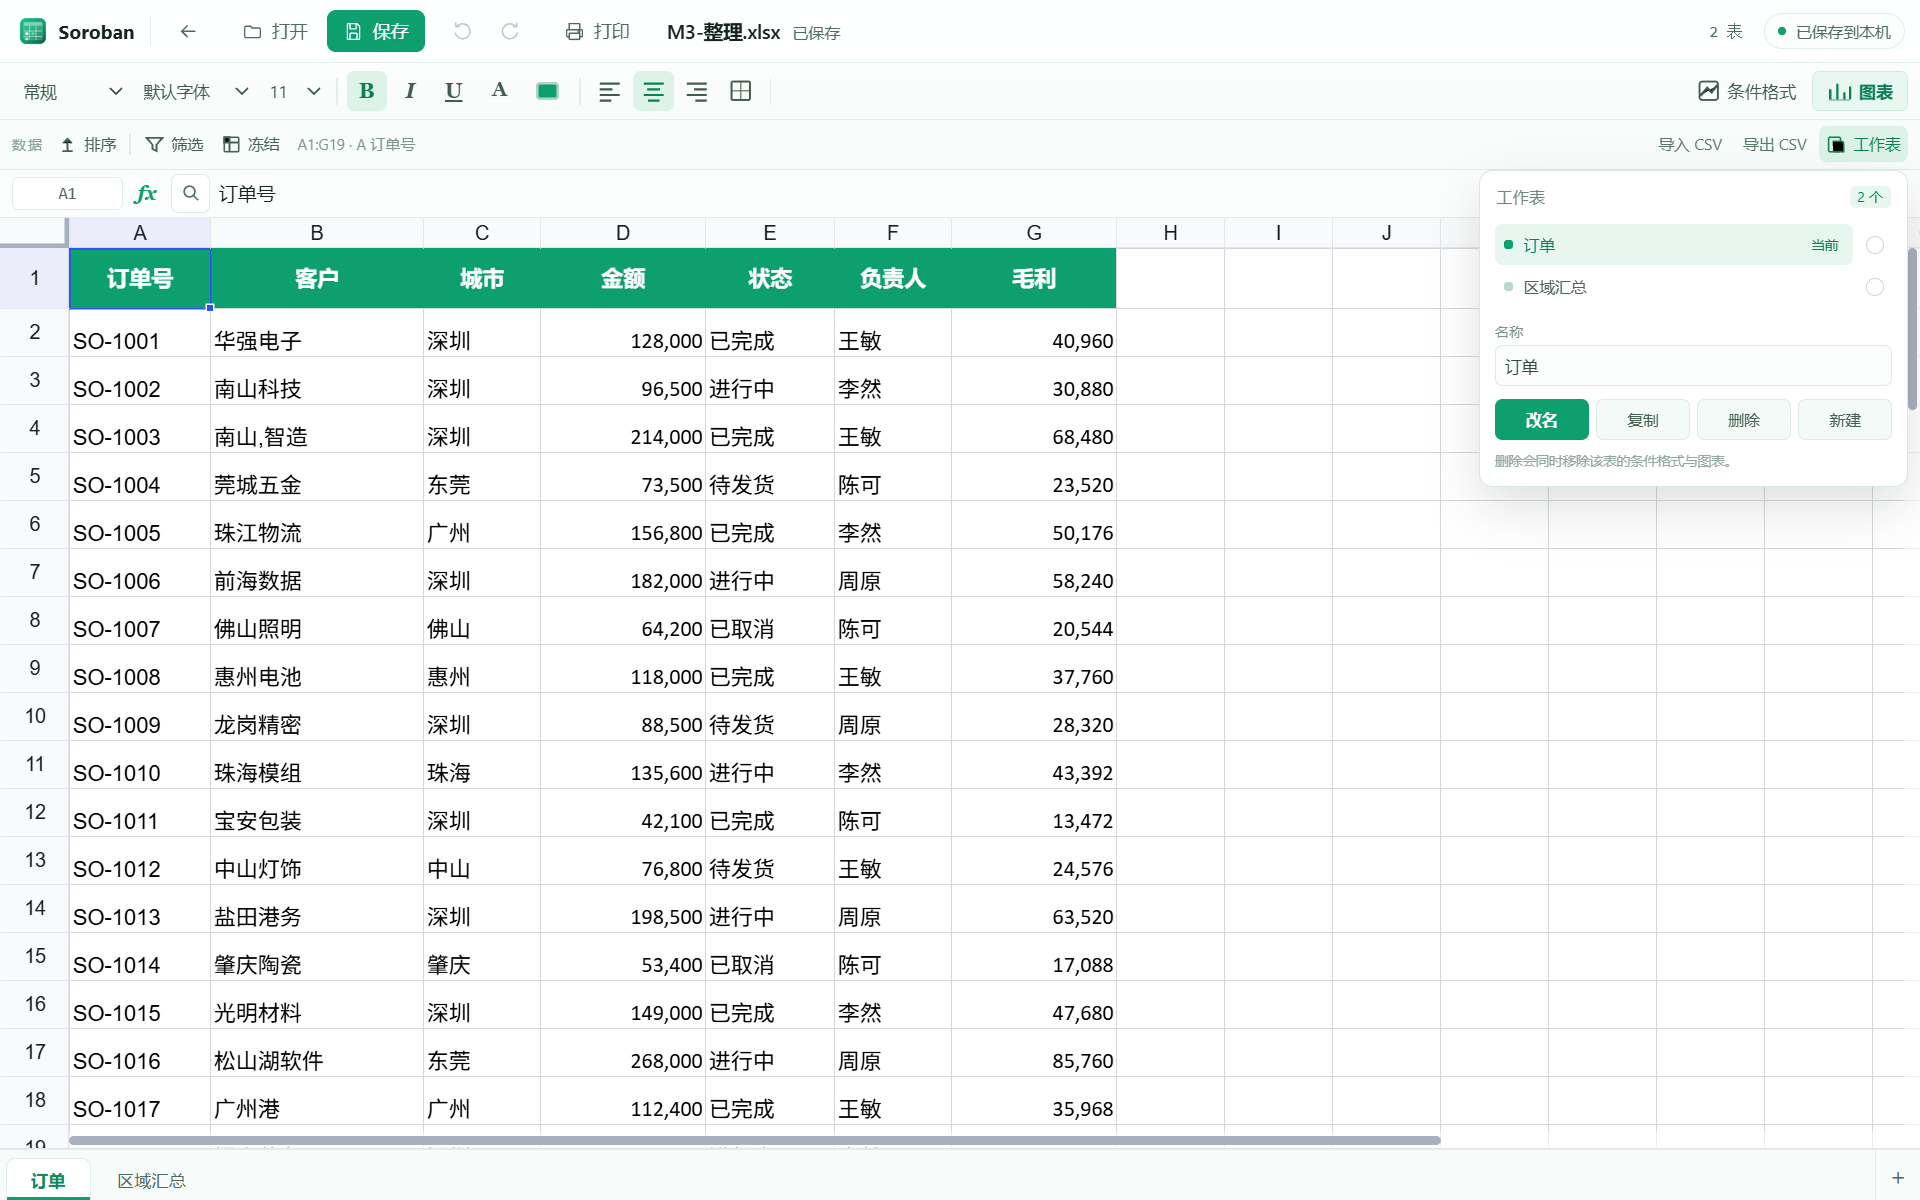 Soroban
打开
保存
打印
M3-整理.xlsx 已保存
2 表
已保存到本机
常规
默认字体
11
B I U A
条件格式
图表
数据
排序
筛选
冻结
A1:G19 · A 订单号
导入 CSV
导出 CSV
工作表
A1
fx
订单号
工作表
2 个
订单
当前
区域汇总
名称
订单
改名
复制
删除
新建
删除会同时移除该表的条件格式与图表。
A B C D E F G H I J
1 订单号 客户 城市 金额 状态 负责人 毛利
2 SO-1001 华强电子 深圳 128,000 已完成 王敏 40,960
3 SO-1002 南山科技 深圳 96,500 进行中 李然 30,880
4 SO-1003 南山,智造 深圳 214,000 已完成 王敏 68,480
5 SO-1004 莞城五金 东莞 73,500 待发货 陈可 23,520
6 SO-1005 珠江物流 广州 156,800 已完成 李然 50,176
7 SO-1006 前海数据 深圳 182,000 进行中 周原 58,240
8 SO-1007 佛山照明 佛山 64,200 已取消 陈可 20,544
9 SO-1008 惠州电池 惠州 118,000 已完成 王敏 37,760
10 SO-1009 龙岗精密 深圳 88,500 待发货 周原 28,320
11 SO-1010 珠海模组 珠海 135,600 进行中 李然 43,392
12 SO-1011 宝安包装 深圳 42,100 已完成 陈可 13,472
13 SO-1012 中山灯饰 中山 76,800 待发货 王敏 24,576
14 SO-1013 盐田港务 深圳 198,500 进行中 周原 63,520
15 SO-1014 肇庆陶瓷 肇庆 53,400 已取消 陈可 17,088
16 SO-1015 光明材料 深圳 149,000 已完成 李然 47,680
17 SO-1016 松山湖软件 东莞 268,000 进行中 周原 85,760
18 SO-1017 广州港 广州 112,400 已完成 王敏 35,968
19
订单
区域汇总
+